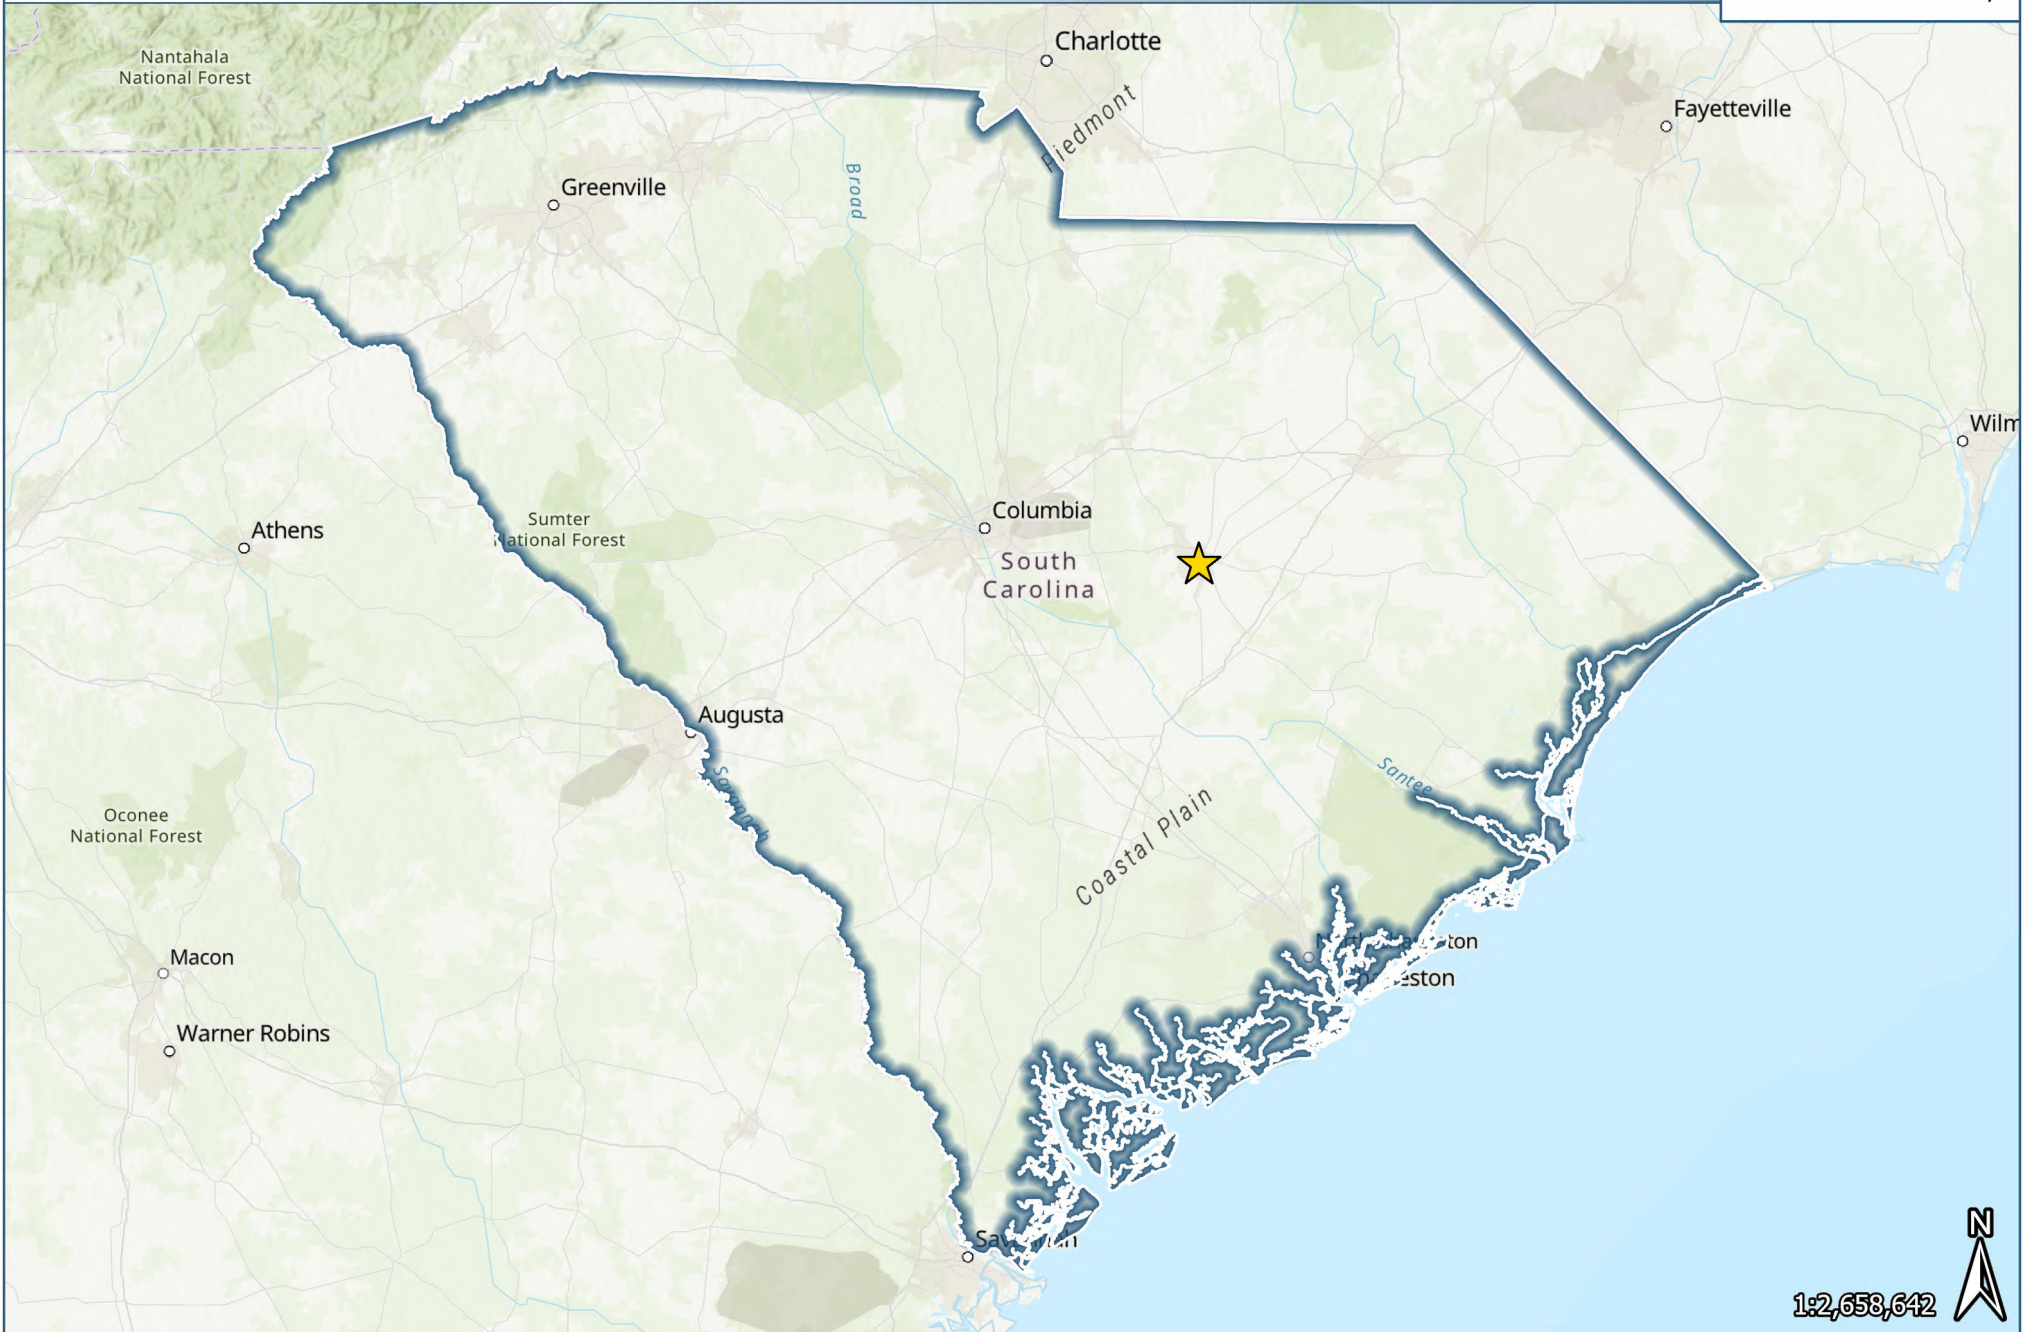 Charlotte
Nantahala
National Forest
Piedmont
Fayetteville
Greenville
Broad
Wilm
Columbia
South
Carolina
Sumter
National Forest
Athens
Augusta
Savannah
Santee
Coastal Plain
Oconee
National Forest
Macon
Warner Robins
Savannah
N
1:2,658,642